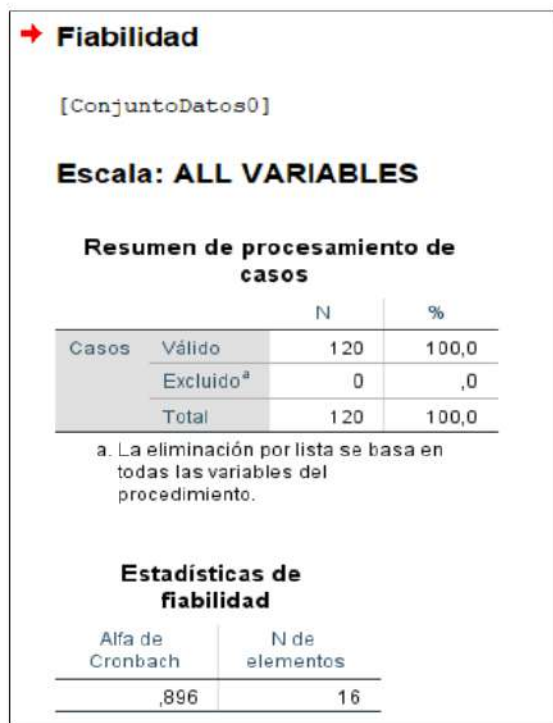 Fiabilidad
[ConjuntoDatos0]
Escala: ALL VARIABLES
Resumen de procesamiento de
casos
N %
Casos Válido 120 100,0
Excluidoᵃ 0 ,0
Total 120 100,0
a. La eliminación por lista se basa en
todas las variables del
procedimiento.
Estadísticas de
fiabilidad
Alfa de N de
Cronbach elementos
,896 16